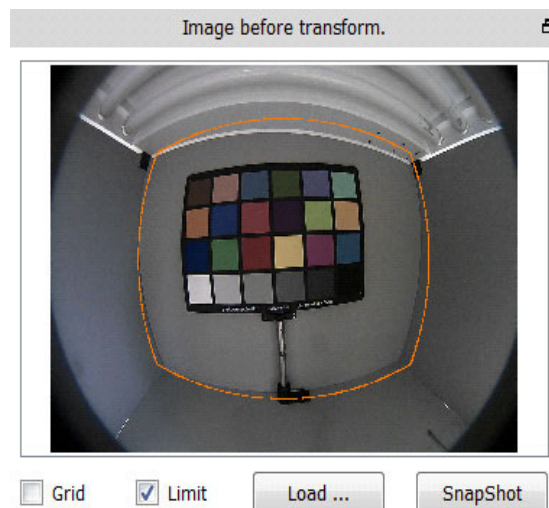 Image before transform.
Grid
Limit
Load ...
SnapShot